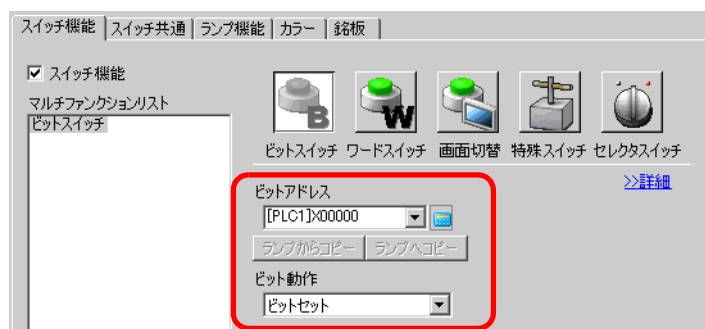 スイッチ機能 スイッチ共通 ランプ機能 カラー 銘板
スイッチ機能
マルチファンクションリスト
ビットスイッチ
B W
ビットスイッチ ワードスイッチ 画面切替 特殊スイッチ セレクタスイッチ
>>詳細
ビットアドレス
[PLC1]X00000
ランプからコピー ランプへコピー
ビット動作
ビットセット